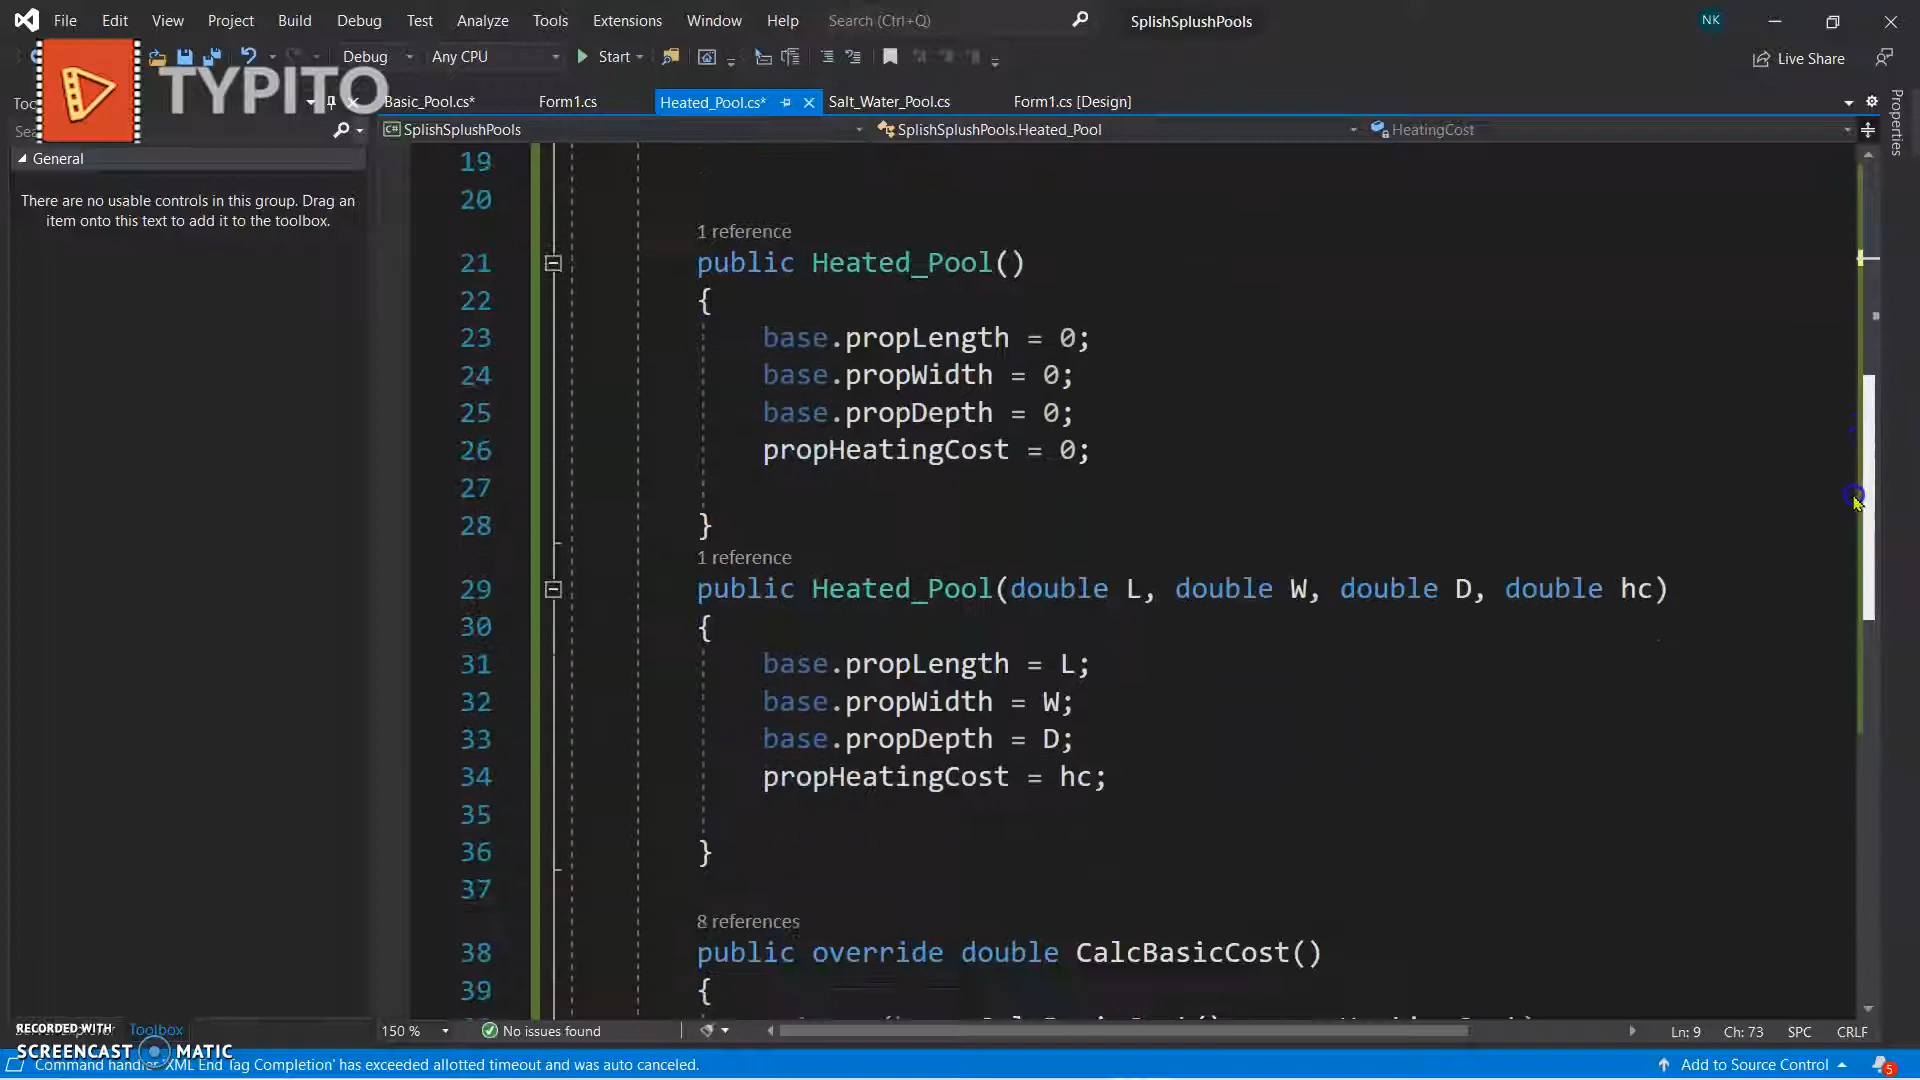 File Edit View Project Build Debug Test Analyze Tools Extensions Window Help Search (Ctrl+Q) SplishSplushPools NK
Debug Any CPU Start Live Share
TYPITO
Basic_Pool.cs* Form1.cs Heated_Pool.cs* Salt_Water_Pool.cs Form1.cs [Design]
SplishSplushPools SplishSplushPools.Heated_Pool HeatingCost
Properties
General
There are no usable controls in this group. Drag an
item onto this text to add it to the toolbox.
19
20
1 reference
21 public Heated_Pool()
22 {
23 base.propLength = 0;
24 base.propWidth = 0;
25 base.propDepth = 0;
26 propHeatingCost = 0;
27
28 }
1 reference
29 public Heated_Pool(double L, double W, double D, double hc)
30 {
31 base.propLength = L;
32 base.propWidth = W;
33 base.propDepth = D;
34 propHeatingCost = hc;
35
36 }
37
8 references
38 public override double CalcBasicCost()
39 {
Toolbox
150 % No issues found Ln: 9 Ch: 73 SPC CRLF
RECORDED WITH
SCREENCAST MATIC
Command handler 'XML End Tag Completion' has exceeded allotted timeout and was auto canceled.
Add to Source Control 5